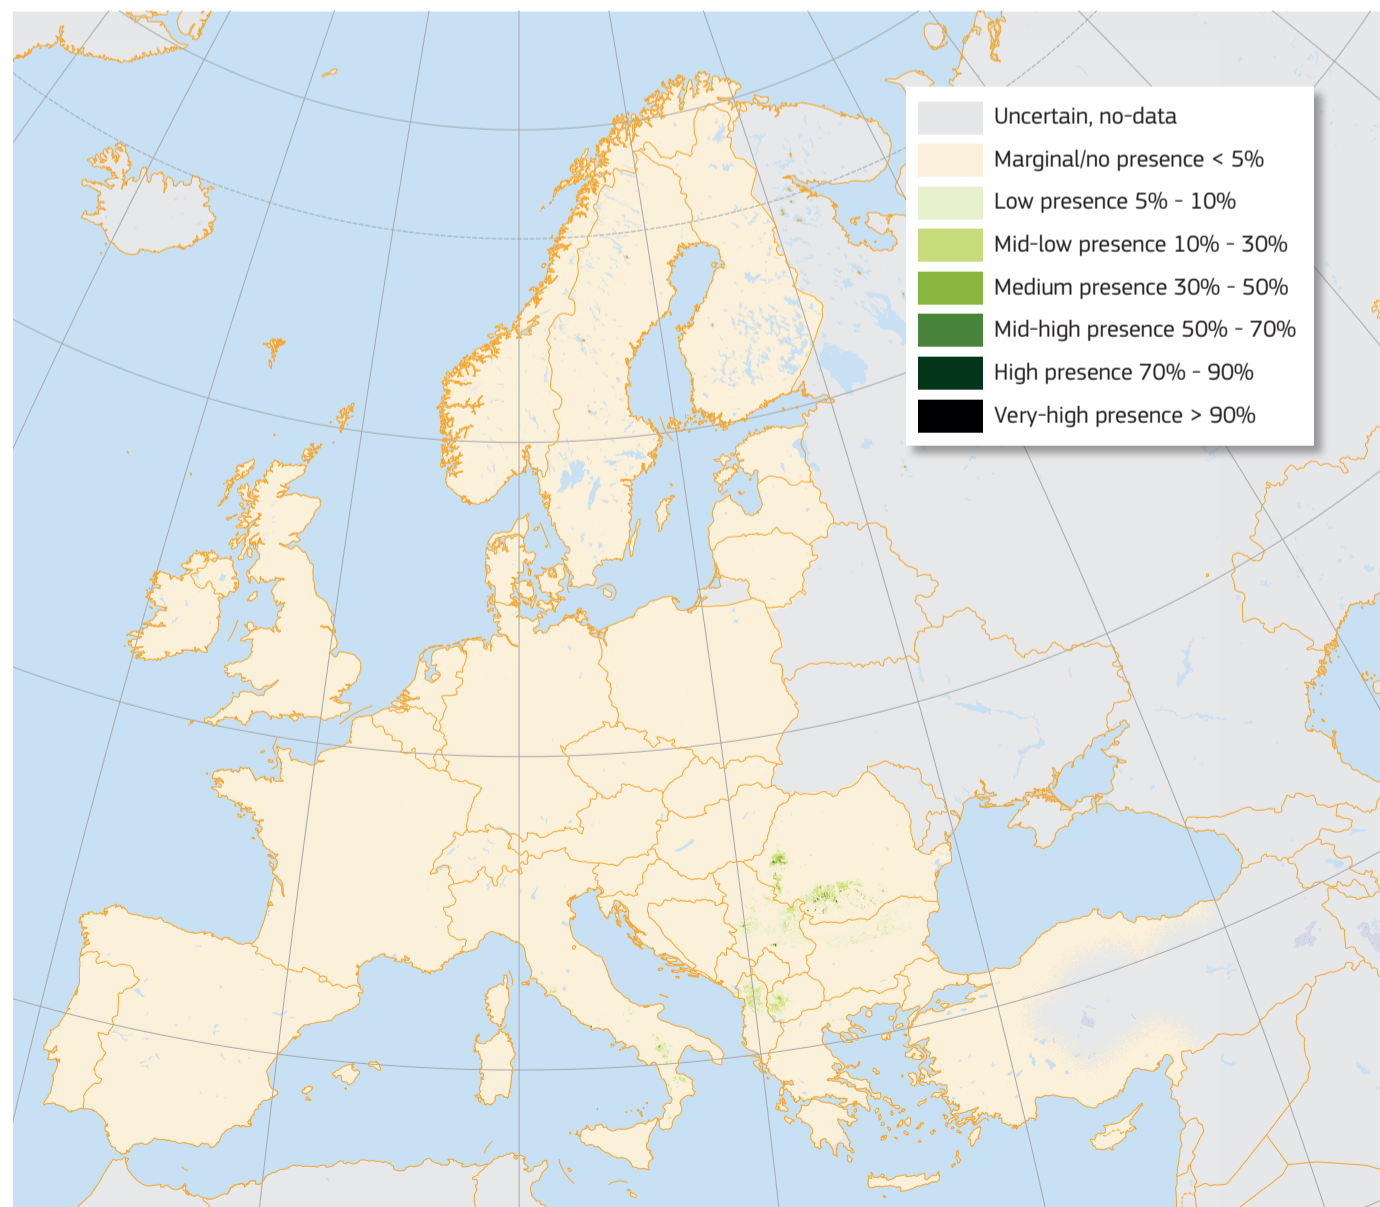 Uncertain, no-data
Marginal/no presence < 5%
Low presence 5% - 10%
Mid-low presence 10% - 30%
Medium presence 30% - 50%
Mid-high presence 50% - 70%
High presence 70% - 90%
Very-high presence > 90%